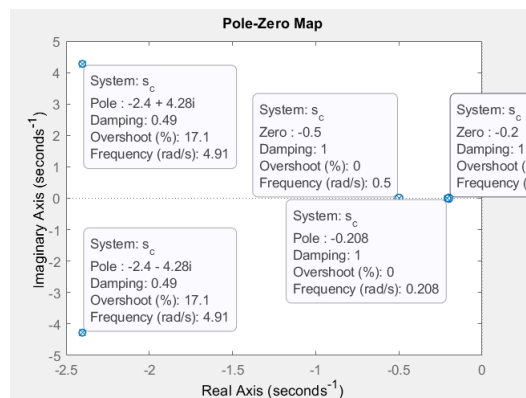 Pole-Zero Map
System: s_c
Pole : -2.4 + 4.28i
Damping: 0.49
Overshoot (%): 17.1
Frequency (rad/s): 4.91
System: s_c
Zero : -0.5
Damping: 1
Overshoot (%): 0
Frequency (rad/s): 0.5
System: s_c
Zero : -0.2
Damping: 1
Overshoot (
Frequency (
System: s_c
Pole : -0.208
Damping: 1
Overshoot (%): 0
Frequency (rad/s): 0.208
System: s_c
Pole : -2.4 - 4.28i
Damping: 0.49
Overshoot (%): 17.1
Frequency (rad/s): 4.91
5
4
3
2
1
0
-1
-2
-3
-4
-5
Imaginary Axis (seconds⁻¹)
-2.5 -2 -1.5 -1 -0.5 0
Real Axis (seconds⁻¹)